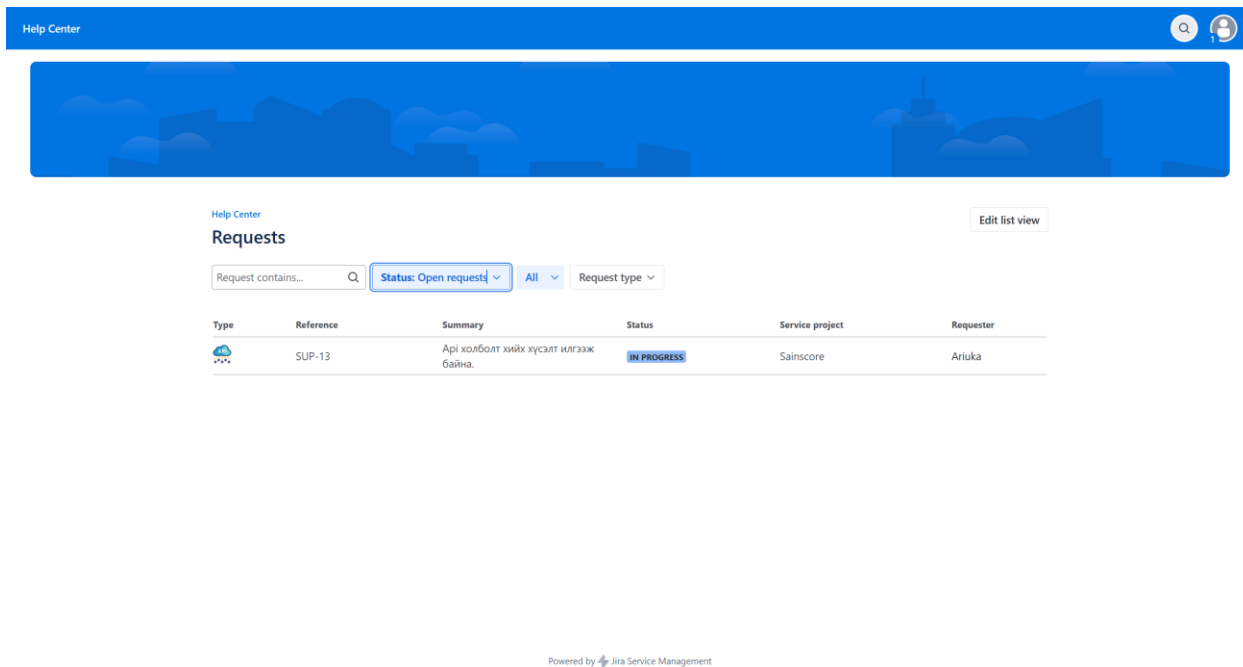 Help Center
1
Help Center
Edit list view
Requests
Request contains...
Status: Open requests
All
Request type
Type Reference Summary Status Service project Requester
API
SUP-13 Api холболт хийх хүсэлт илгээж IN PROGRESS Sainscore Ariuka
байна.
Powered by Jira Service Management